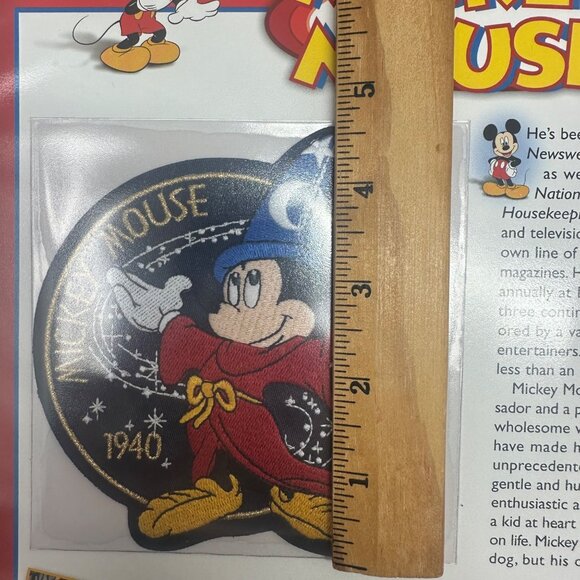 MOUSE
5
He's bee
Newswe
as we
Nation
Housekeepi
and televisio
own line of
magazines. H
annually at
three contin
ored by a va
entertainers.
less than an
Mickey Mo
sador and a p
wholesome v
have made h
unprecedente
gentle and hu
enthusiastic a
a kid at heart
on life. Mickey
dog, but his c
4
3
2
1
MICKEY MOUSE
1940